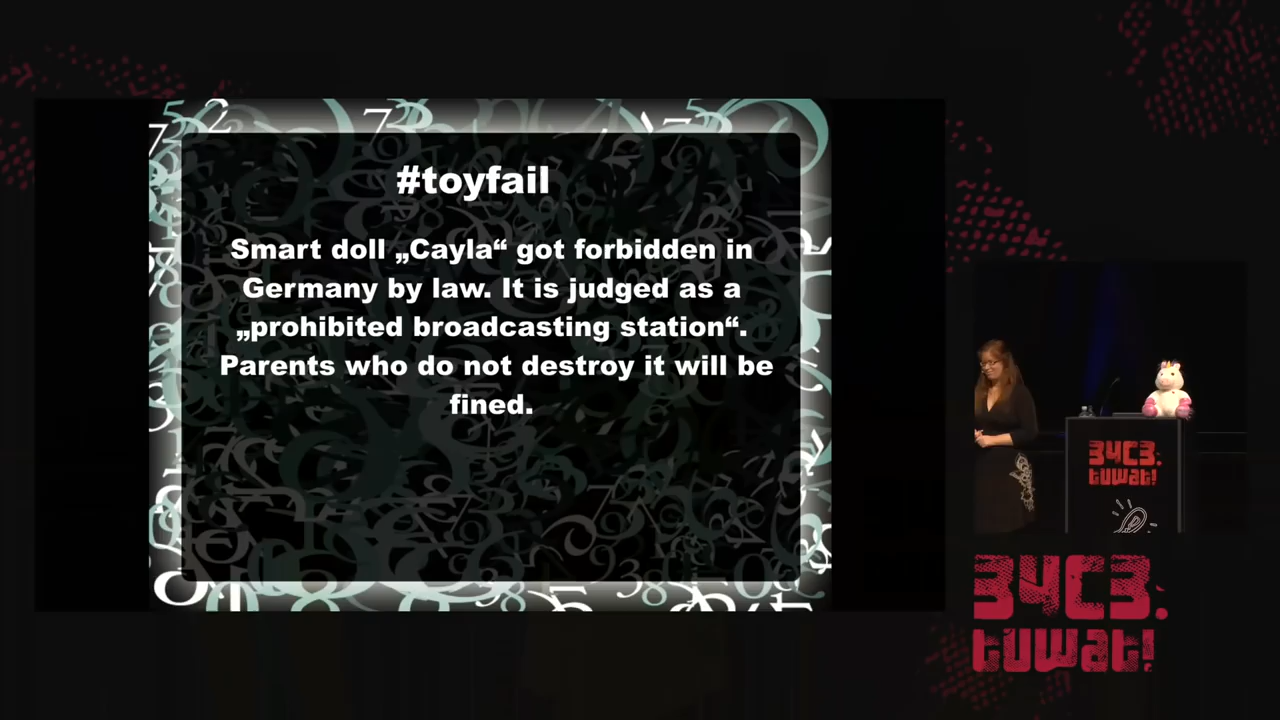 #toyfail
Smart doll „Cayla“ got forbidden in
Germany by law. It is judged as a
„prohibited broadcasting station“.
Parents who do not destroy it will be
fined.
34C3.
tuwat!
34C3.
tuwat!